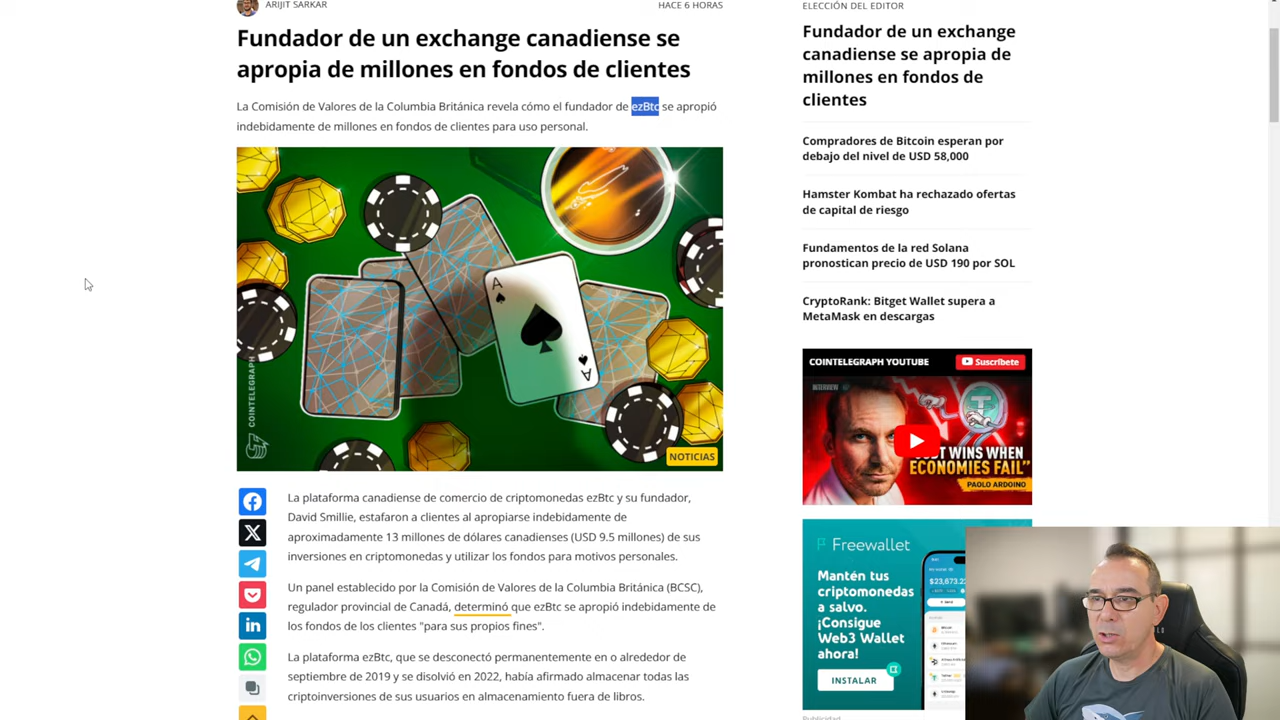 ARIJIT SARKAR
HACE 6 HORAS
Fundador de un exchange canadiense se
apropia de millones en fondos de clientes
La Comisión de Valores de la Columbia Británica revela cómo el fundador de ezBtc se apropió
indebidamente de millones en fondos de clientes para uso personal.
COINTELEGRAPH
A
A
NOTICIAS
La plataforma canadiense de comercio de criptomonedas ezBtc y su fundador,
David Smillie, estafaron a clientes al apropiarse indebidamente de
aproximadamente 13 millones de dólares canadienses (USD 9.5 millones) de sus
inversiones en criptomonedas y utilizar los fondos para motivos personales.
Un panel establecido por la Comisión de Valores de la Columbia Británica (BCSC),
regulador provincial de Canadá, determinó que ezBtc se apropió indebidamente de
los fondos de los clientes "para sus propios fines".
La plataforma ezBtc, que se desconectó permanentemente en o alrededor de
septiembre de 2019 y se disolvió en 2022, había afirmado almacenar todas las
criptoinversiones de sus usuarios en almacenamiento fuera de libros.
ELECCIÓN DEL EDITOR
Fundador de un exchange
canadiense se apropia de
millones en fondos de
clientes
Compradores de Bitcoin esperan por
debajo del nivel de USD 58,000
Hamster Kombat ha rechazado ofertas
de capital de riesgo
Fundamentos de la red Solana
pronostican precio de USD 190 por SOL
CryptoRank: Bitget Wallet supera a
MetaMask en descargas
COINTELEGRAPH YOUTUBE
Suscríbete
INTERVIEW
WINS WHEN
ECONOMIES FAIL"
PAOLO ARDOINO
Freewallet
Mantén tus
criptomonedas
a salvo.
¡Consigue
Web3 Wallet
ahora!
INSTALAR
$23,673.2
Publicidad